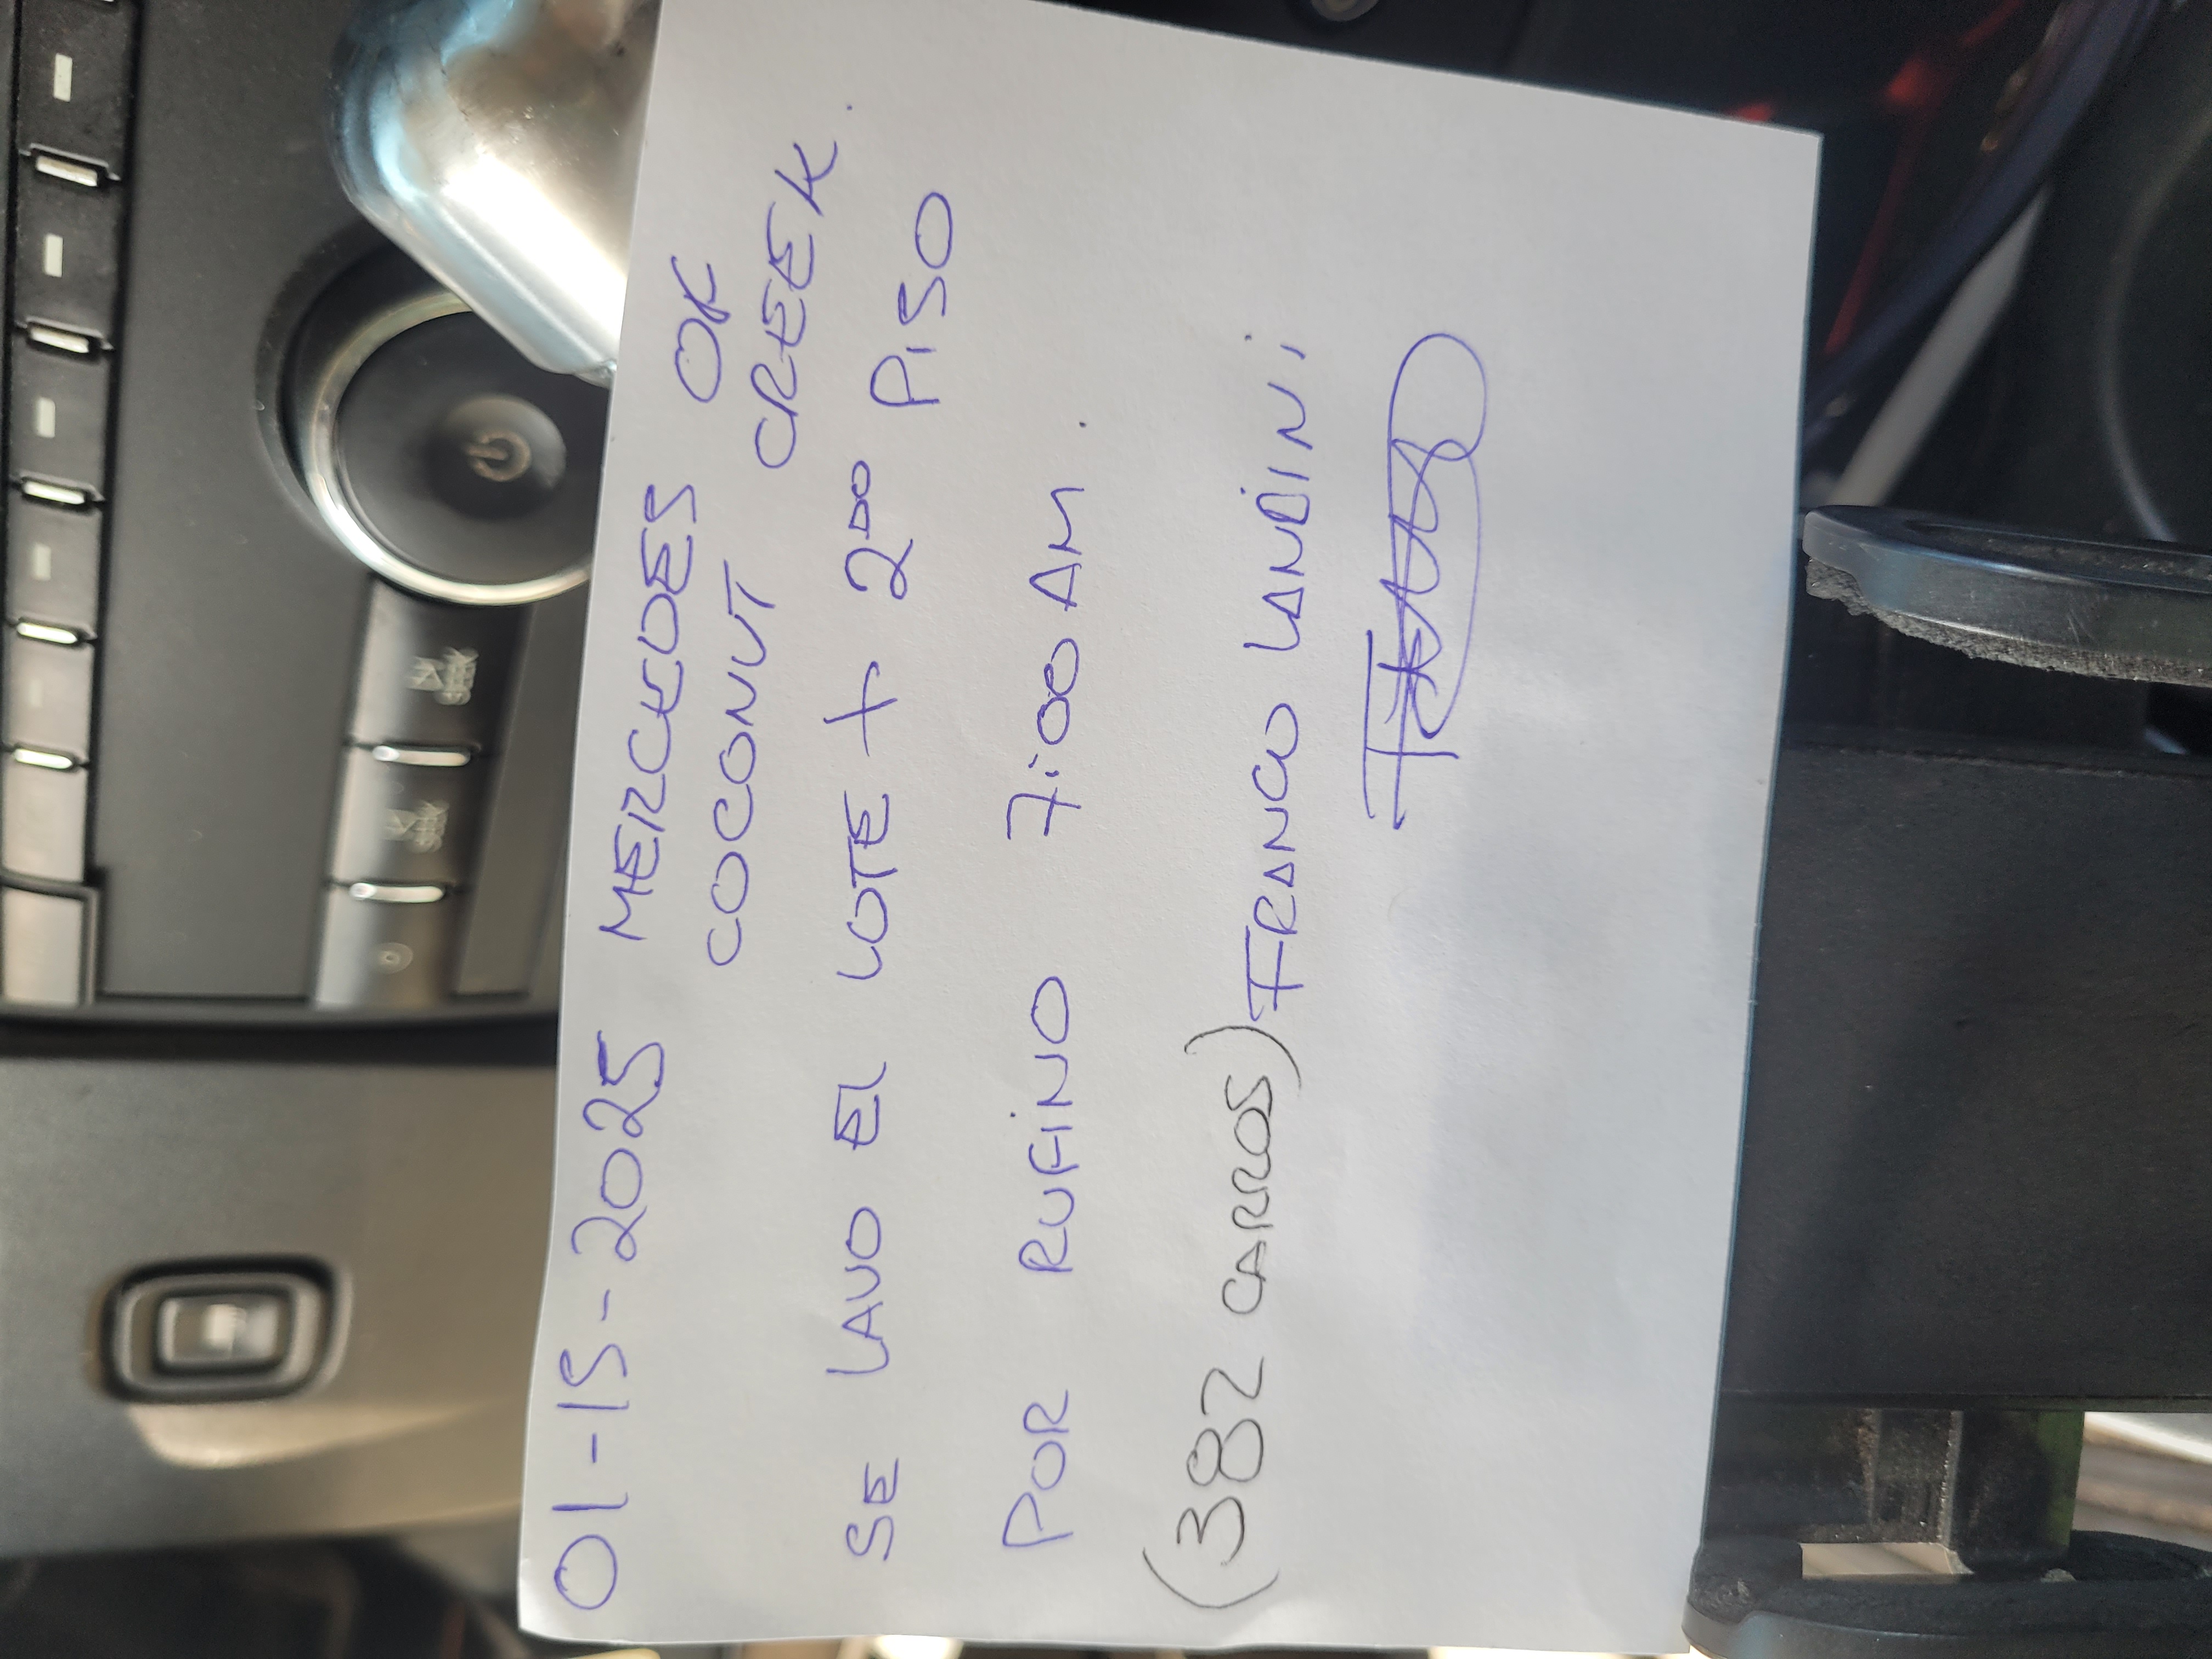 01-15-2025 MERCEDES OF
COCONUT CREEK.
SE LAVO EL LOTE + 2DO PISO
POR RUFINO 7:00 AM.
(382 CARROS) FRANCO LANDINI